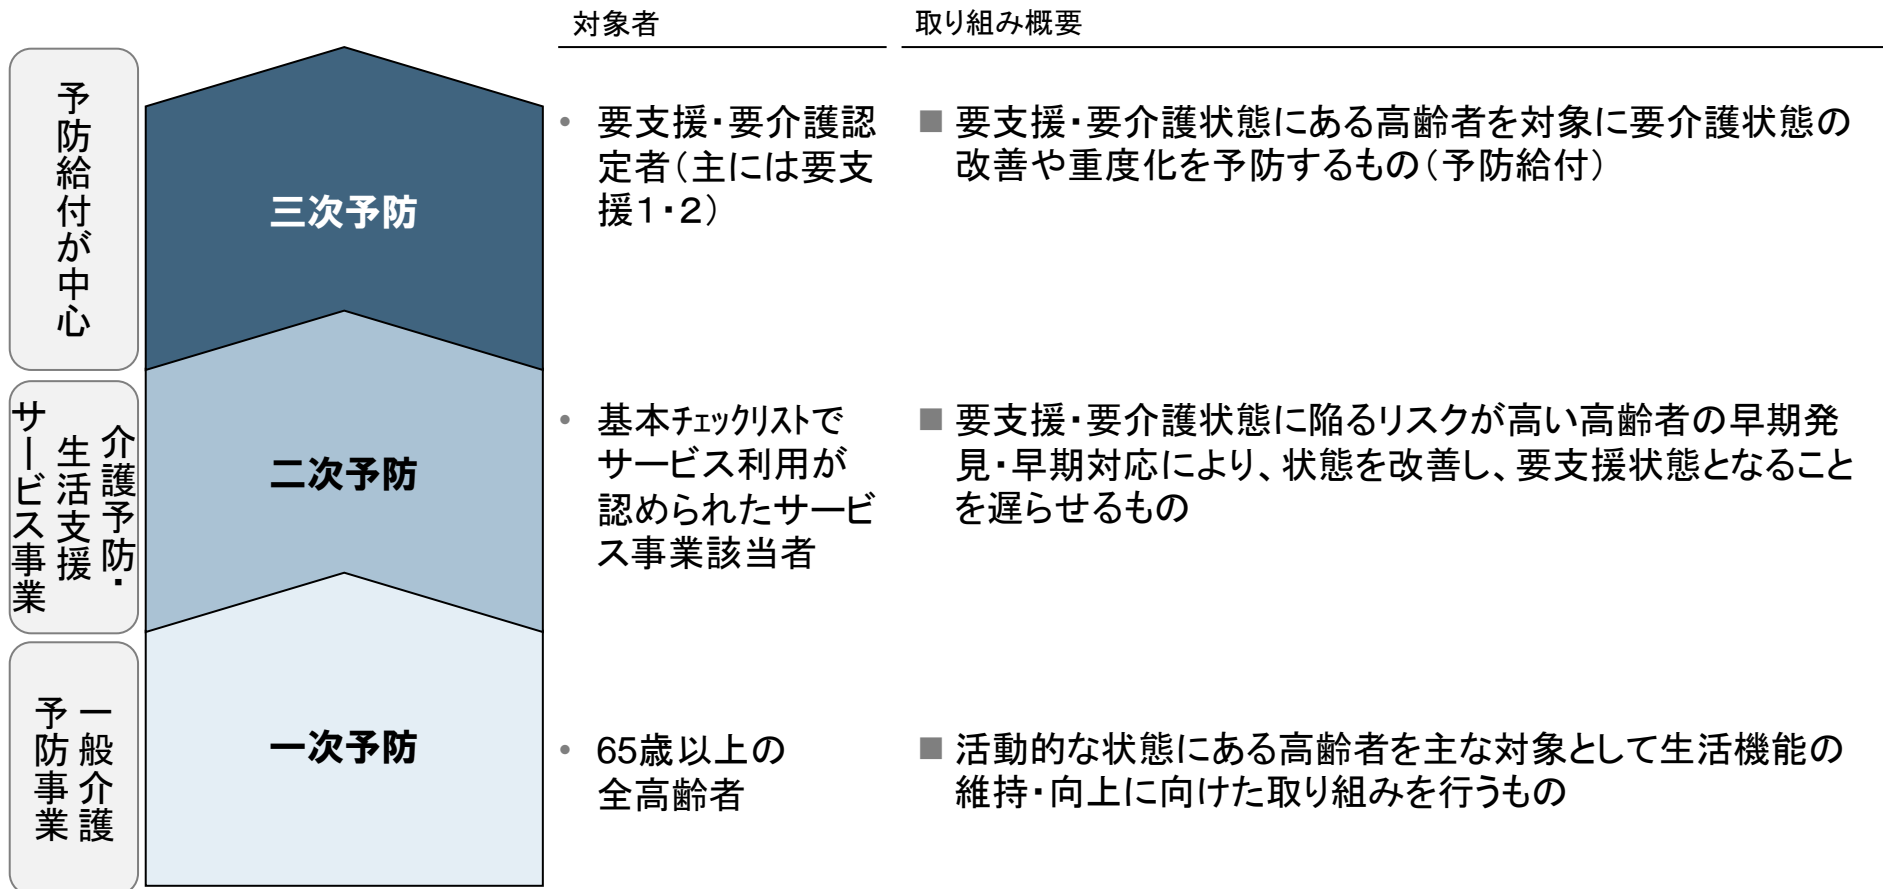 対象者
取り組み概要
予防給付が中心
三次予防
• 要支援・要介護認
定者（主には要支
援１・２）
■ 要支援・要介護状態にある高齢者を対象に要介護状態の
改善や重度化を予防するもの（予防給付）
介護予防・
生活支援
サービス事業
二次予防
• 基本ﾁｪｯｸﾘｽﾄで
サービス利用が
認められたサービ
ス事業該当者
■ 要支援・要介護状態に陥るリスクが高い高齢者の早期発
見・早期対応により、状態を改善し、要支援状態となること
を遅らせるもの
一般介護
予防事業
一次予防
• 65歳以上の
全高齢者
■ 活動的な状態にある高齢者を主な対象として生活機能の
維持・向上に向けた取り組みを行うもの